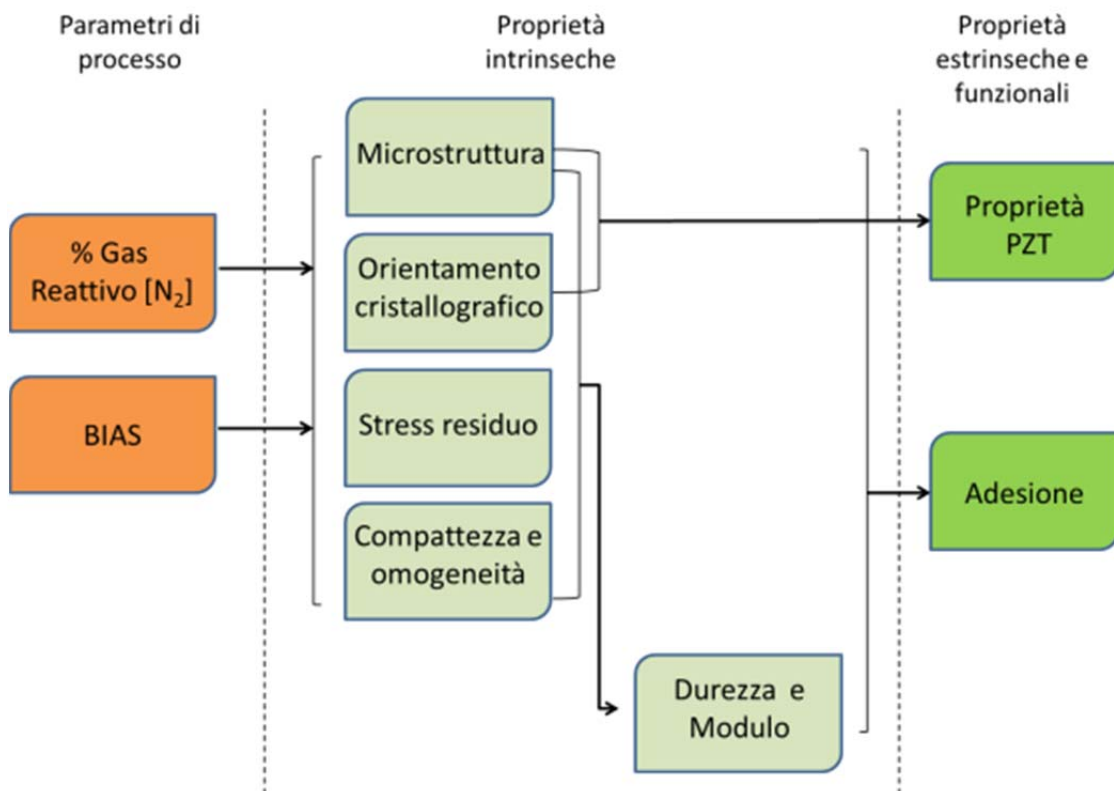 Parametri di
processo
Proprietà
intrinseche
Proprietà
estrinseche e
funzionali
% Gas
Reattivo [N₂]
BIAS
Microstruttura
Orientamento
cristallografico
Stress residuo
Compattezza e
omogeneità
Durezza e
Modulo
Proprietà
PZT
Adesione